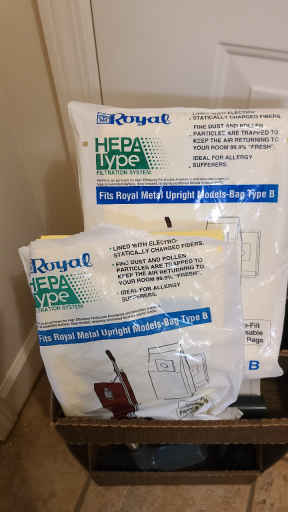 Royal
HEPA
Type
FILTRATION SYSTEM
STATICALLY CHARGED FIBERS.
FINE DUST AND POLLEN
PARTICLES ARE TRAPPED TO
KEEP THE AIR RETURNING TO
YOUR ROOM 99.9% "FRESH".
IDEAL FOR ALLERGY
SUFFERERS.
Fits Royal Metal Upright Models-Bag Type B
Bags
B
Royal
HEPA
Type
FILTRATION SYSTEM
• LINED WITH ELECTRO-
STATICALLY CHARGED FIBERS.
• FINE DUST AND POLLEN
PARTICLES ARE TRAPPED TO
KEEP THE AIR RETURNING TO
YOUR ROOM 99.9% "FRESH".
• IDEAL FOR ALLERGY
SUFFERERS.
Fits Royal Metal Upright Models-Bag Type B